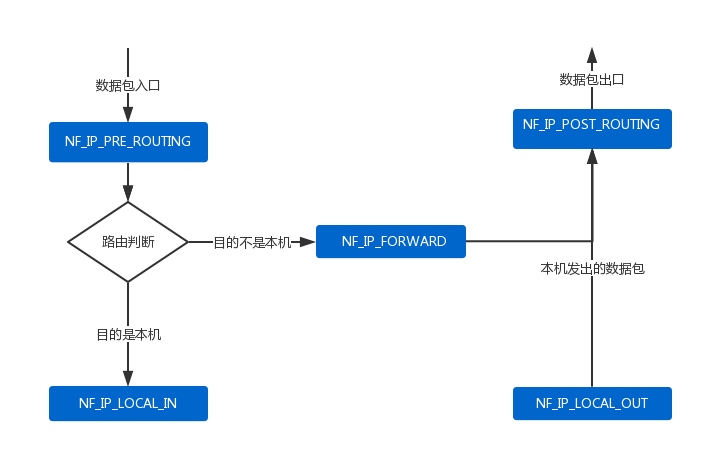 数据包入口
数据包出口
NF_IP_PRE_ROUTING
NF_IP_POST_ROUTING
路由判断
目的不是本机
NF_IP_FORWARD
本机发出的数据包
目的是本机
NF_IP_LOCAL_IN
NF_IP_LOCAL_OUT